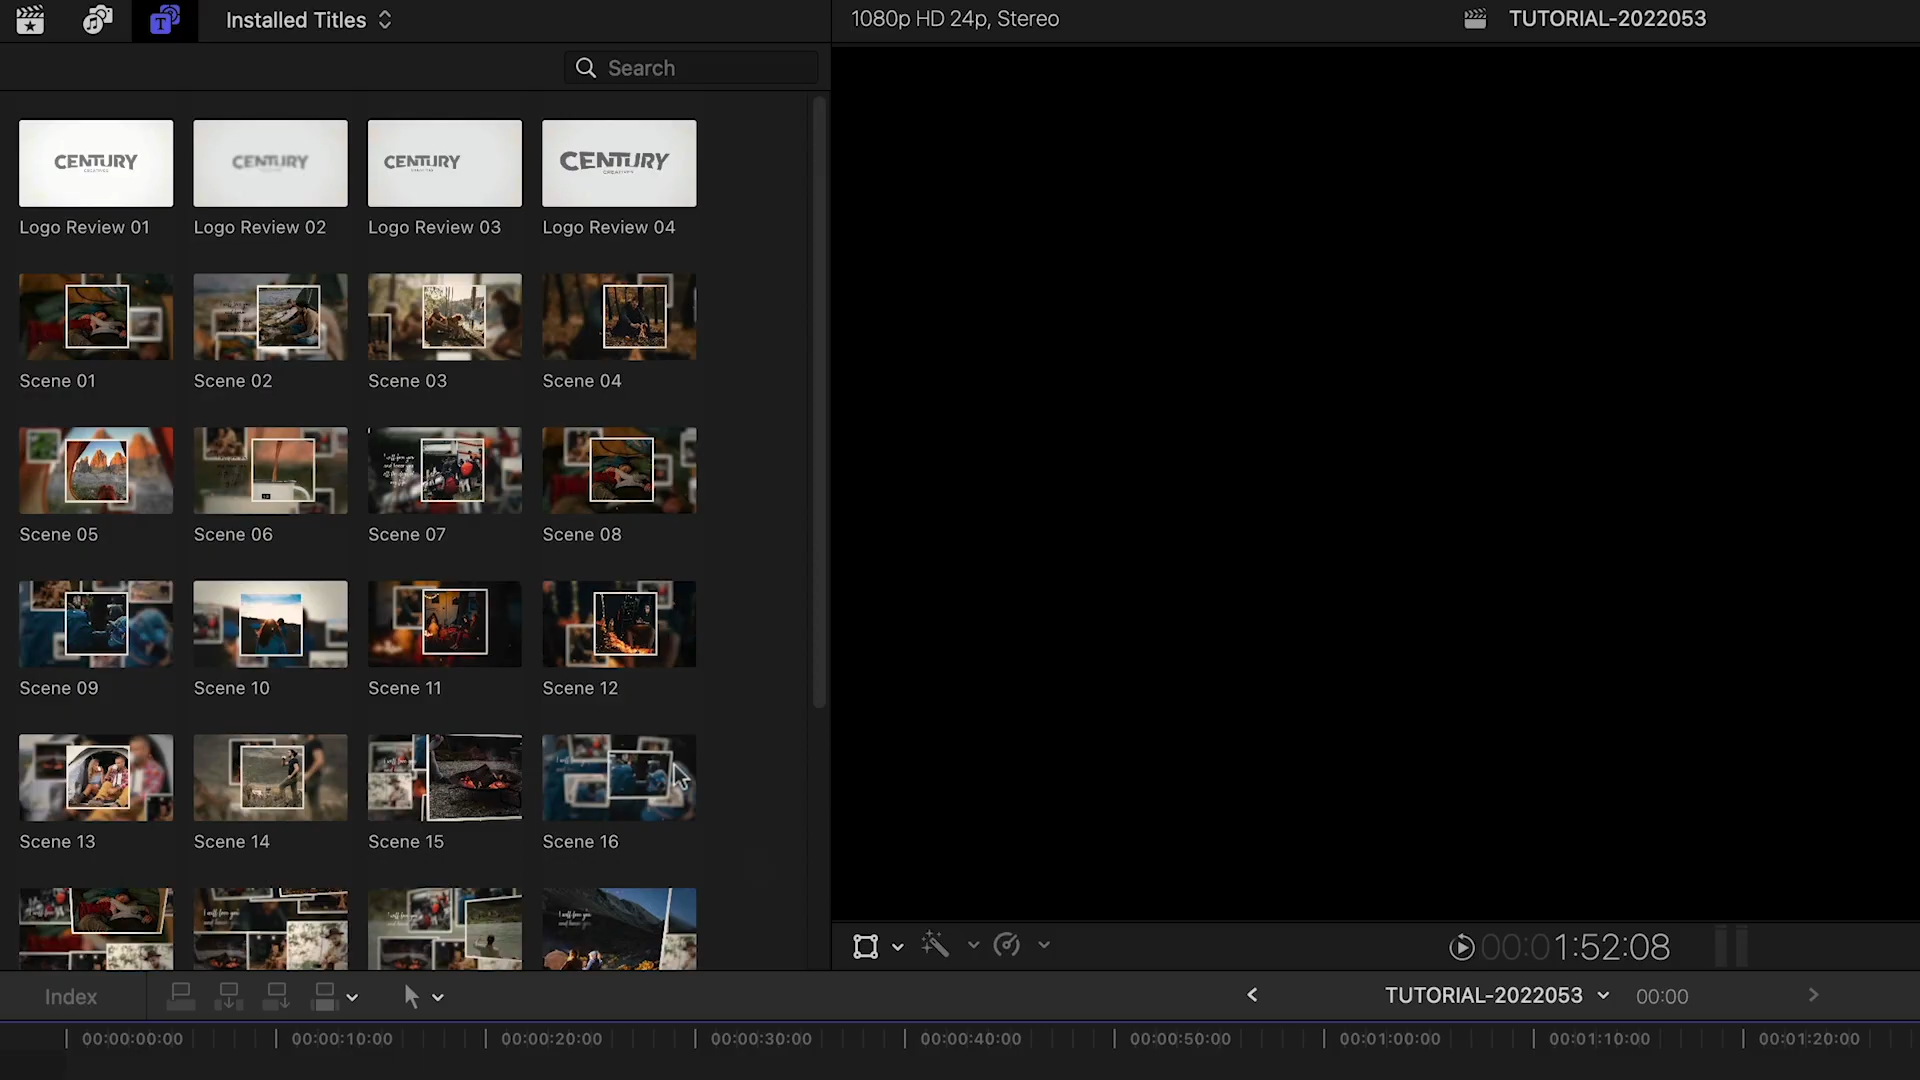 Installed Titles
1080p HD 24p, Stereo
TUTORIAL-2022053
Search
CENTURY
CENTURY
CENTURY
CENTURY
Logo Review 01
Logo Review 02
Logo Review 03
Logo Review 04
Scene 01
Scene 02
Scene 03
Scene 04
Scene 05
Scene 06
Scene 07
Scene 08
Scene 09
Scene 10
Scene 11
Scene 12
Scene 13
Scene 14
Scene 15
Scene 16
00:01:52:08
Index
TUTORIAL-2022053
00:00
00:00:00:00
00:00:10:00
00:00:20:00
00:00:30:00
00:00:40:00
00:00:50:00
00:01:00:00
00:01:10:00
00:01:20:00